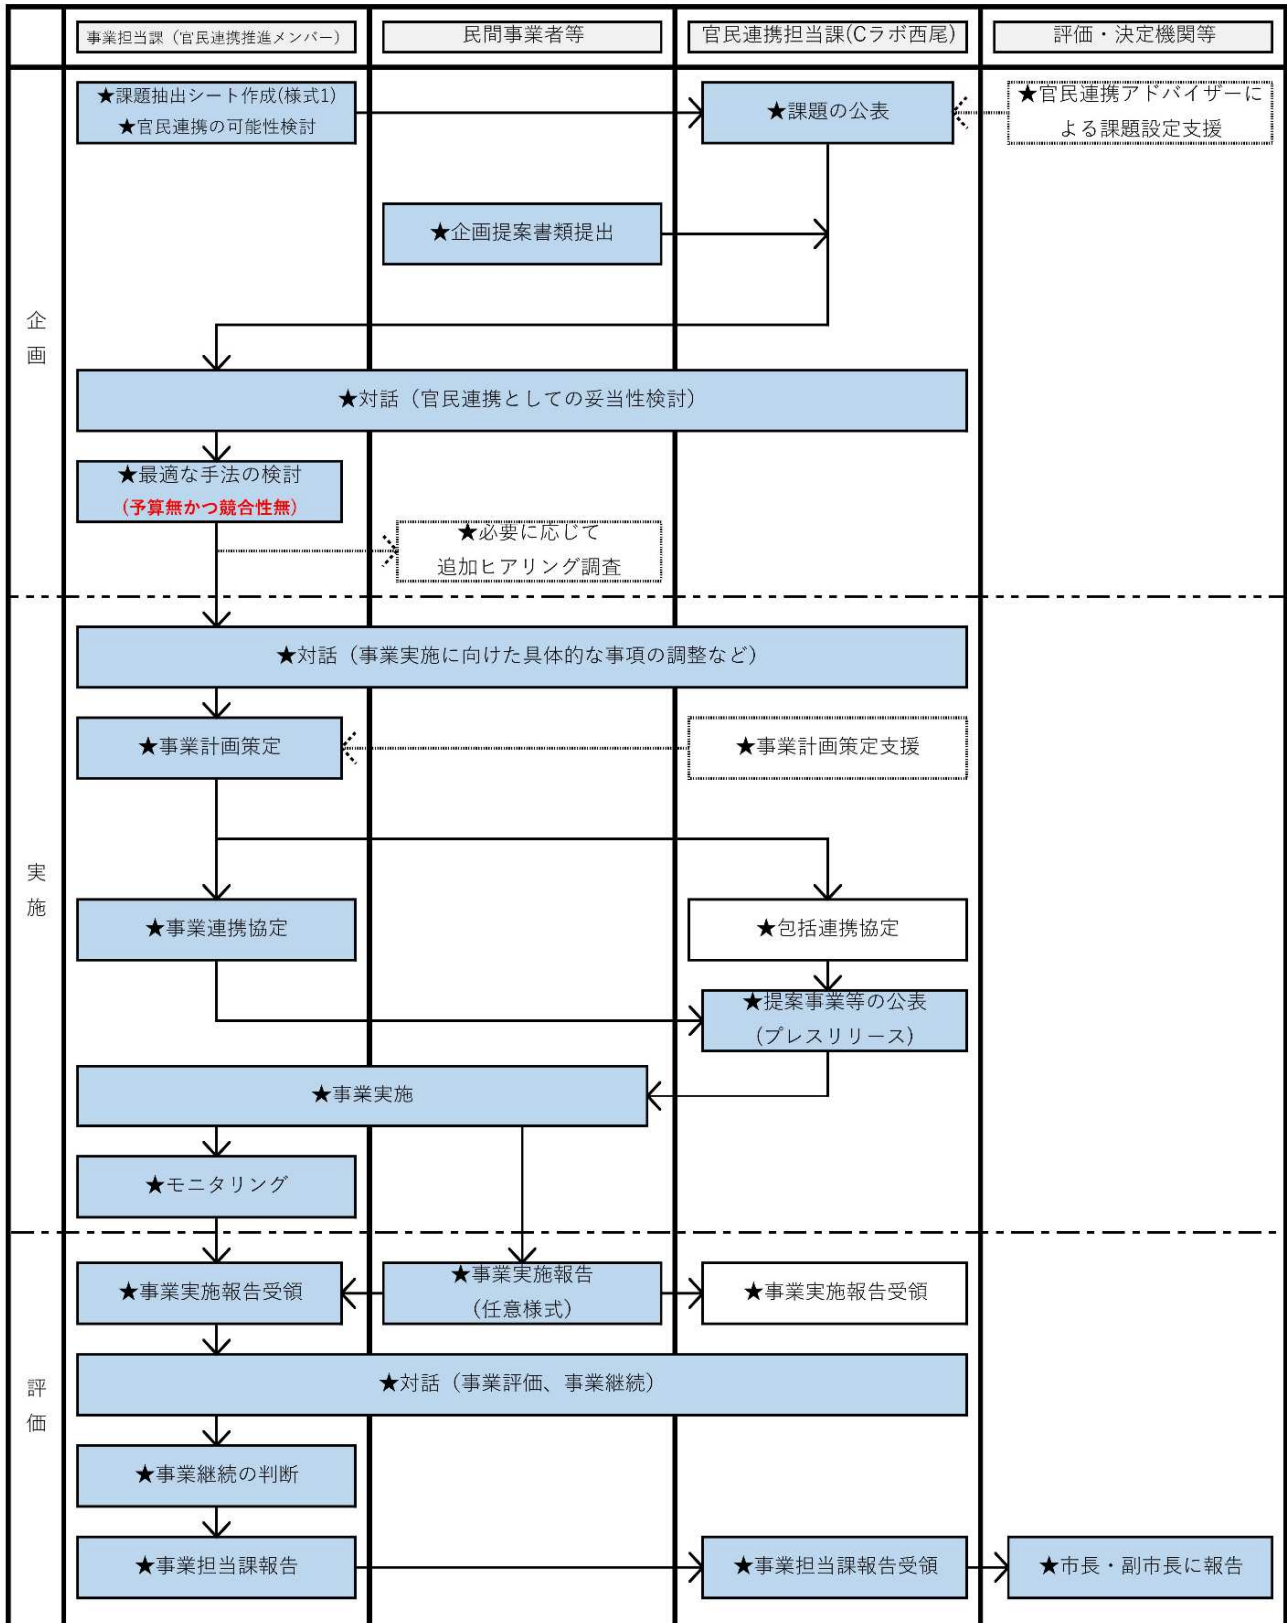 事業担当課（官民連携推進メンバー）
民間事業者等
官民連携担当課(Cラボ西尾)
評価・決定機関等
企画
★課題抽出シート作成(様式1)
★官民連携の可能性検討
★課題の公表
★官民連携アドバイザーに
よる課題設定支援
★企画提案書類提出
★対話（官民連携としての妥当性検討）
★最適な手法の検討
(予算無かつ競合性無)
★必要に応じて
追加ヒアリング調査
実施
★対話（事業実施に向けた具体的な事項の調整など）
★事業計画策定
★事業計画策定支援
★事業連携協定
★包括連携協定
★提案事業等の公表
(プレスリリース)
★事業実施
★モニタリング
評価
★事業実施報告受領
★事業実施報告
(任意様式)
★事業実施報告受領
★対話（事業評価、事業継続）
★事業継続の判断
★事業担当課報告
★事業担当課報告受領
★市長・副市長に報告